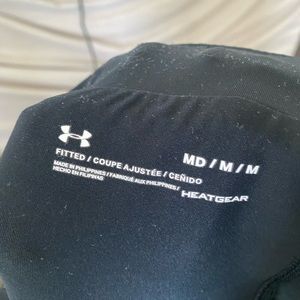 FITTED / COUPE AJUSTÉE / CEÑIDO
MD / M / M
MADE IN PHILIPPINES / FABRIQUÉ AUX PHILIPPINES /
HECHO EN FILIPINAS
HEATGEAR